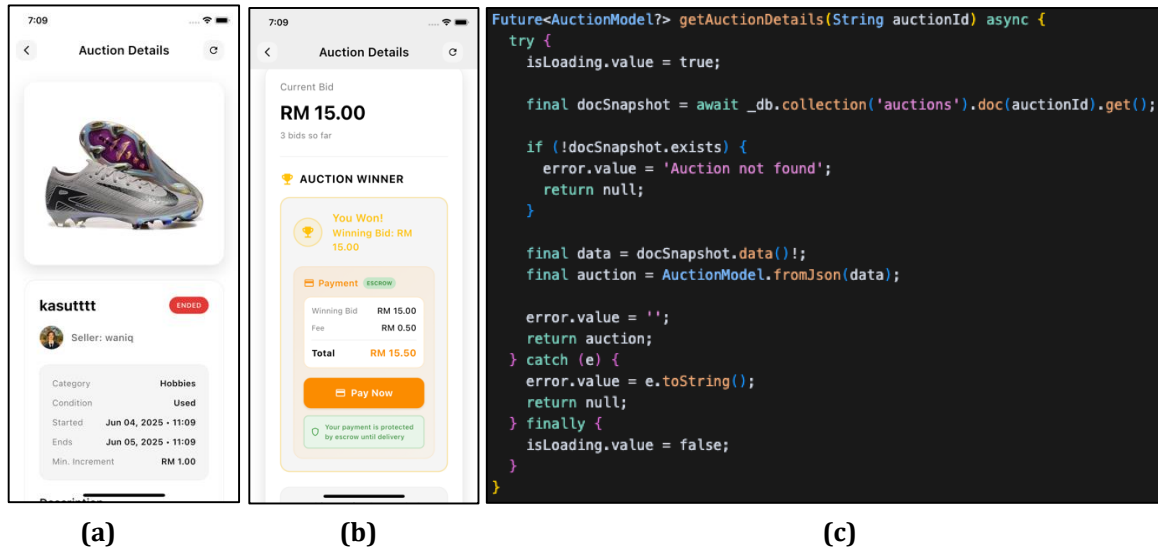 7:09
Auction Details
kasutttt
ENDED
Seller: waniq
Category Hobbies
Condition Used
Started Jun 04, 2025 • 11:09
Ends Jun 05, 2025 • 11:09
Min. Increment RM 1.00
(a)
7:09
Auction Details
Current Bid
RM 15.00
3 bids so far
AUCTION WINNER
You Won!
Winning Bid: RM
15.00
Payment ESCROW
Winning Bid RM 15.00
Fee RM 0.50
Total RM 15.50
Pay Now
Your payment is protected
by escrow until delivery
(b)
Future<AuctionModel?> getAuctionDetails(String auctionId) async {
try {
isLoading.value = true;
final docSnapshot = await _db.collection('auctions').doc(auctionId).get();
if (!docSnapshot.exists) {
error.value = 'Auction not found';
return null;
}
final data = docSnapshot.data()!;
final auction = AuctionModel.fromJson(data);
error.value = '';
return auction;
} catch (e) {
error.value = e.toString();
return null;
} finally {
isLoading.value = false;
}
}
(c)